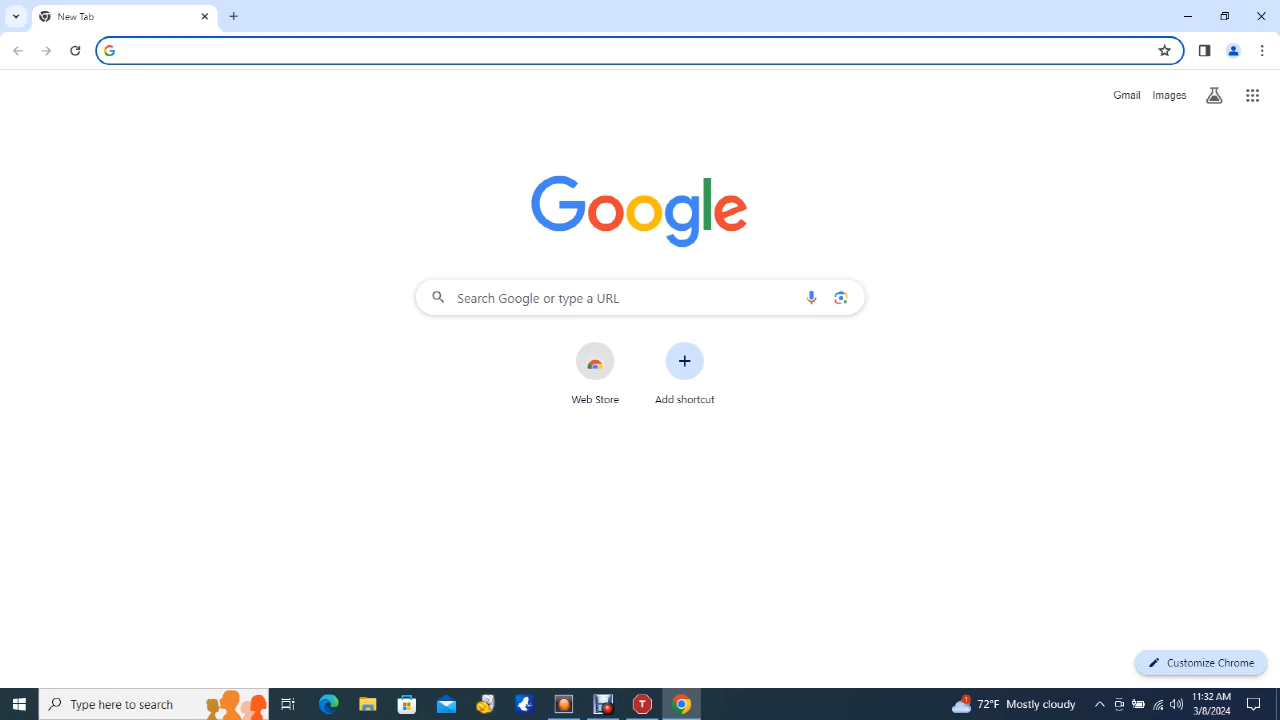 New Tab
Gmail Images
Google
Search Google or type a URL
Web Store Add shortcut
Customize Chrome
Type here to search
T
1
72°F Mostly cloudy
11:32 AM
3/8/2024